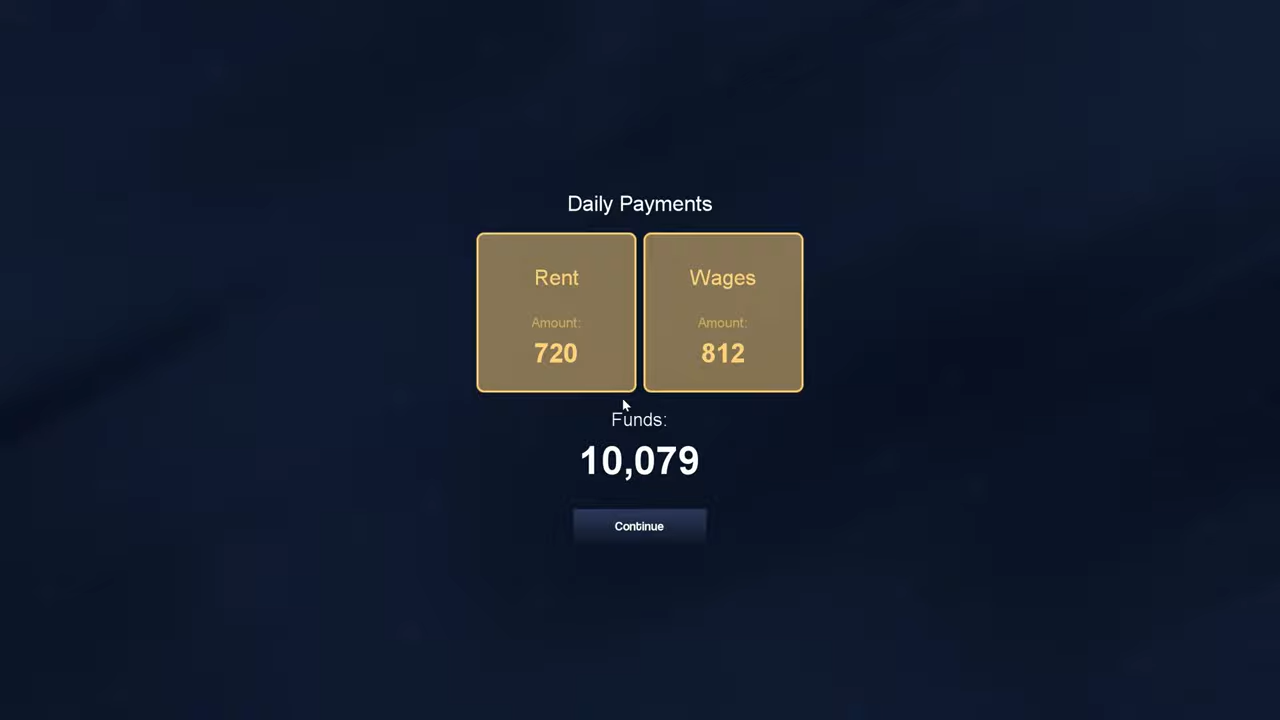 Daily Payments
Rent
Amount:
720
Wages
Amount:
812
Funds:
10,079
Continue